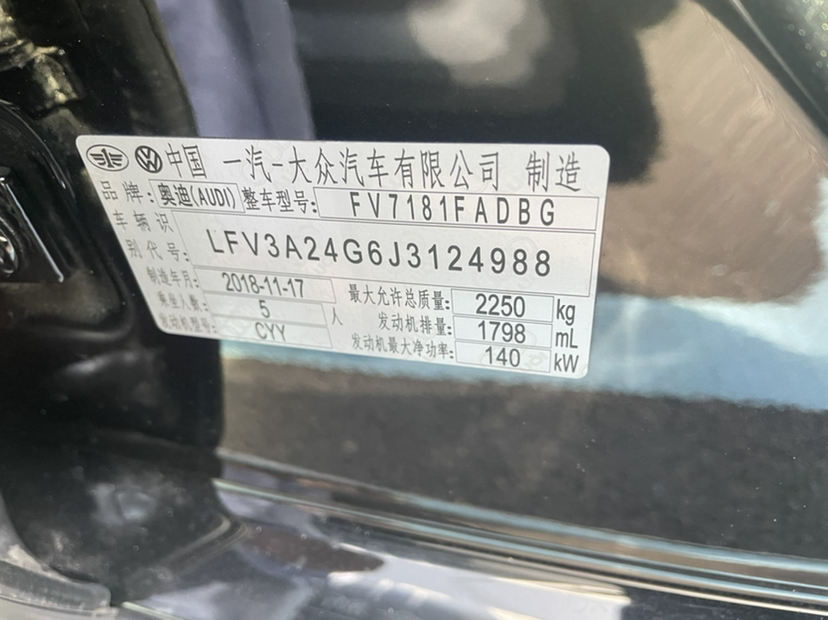 中国 一汽-大众汽车有限公司 制造
品牌: 奥迪(AUDI) 整车型号: FV7181FADBG
车辆识别代号: LFV3A24G6J3124988
制造年月: 2018-11-17 最大允许总质量: 2250 kg
乘坐人数: 5 人 发动机排量: 1798 mL
发动机型号: CYY 发动机最大净功率: 140 kW